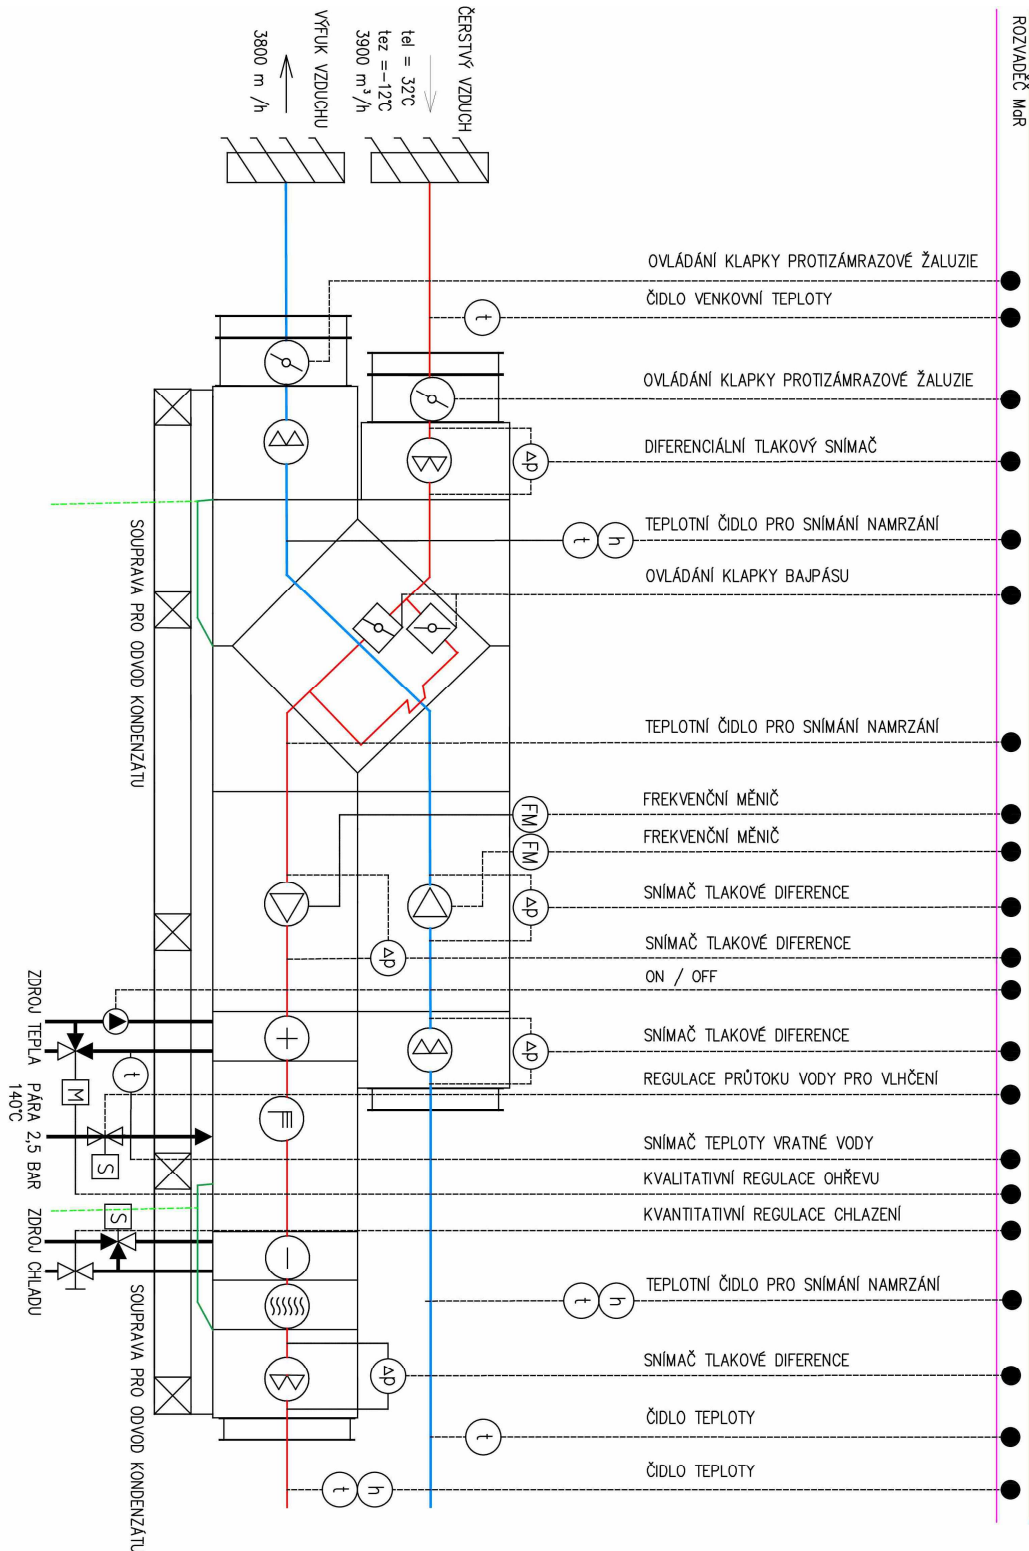 ROZVADĚČ MaR
ČERSTVÝ VZDUCH
tel = 32°C
tez =-12°C
3900 m³/h
VÝFUK VZDUCHU
3800 m /h
OVLÁDÁNÍ KLAPKY PROTIZÁMRAZOVÉ ŽALUZIE
ČIDLO VENKOVNÍ TEPLOTY
t
OVLÁDÁNÍ KLAPKY PROTIZÁMRAZOVÉ ŽALUZIE
DIFERENCIÁLNÍ TLAKOVÝ SNÍMAČ
Δp
TEPLOTNÍ ČIDLO PRO SNÍMÁNÍ NAMRZÁNÍ
t h
OVLÁDÁNÍ KLAPKY BAJPÁSU
SOUPRAVA PRO ODVOD KONDENZÁTU
TEPLOTNÍ ČIDLO PRO SNÍMÁNÍ NAMRZÁNÍ
FREKVENČNÍ MĚNIČ
FM
FREKVENČNÍ MĚNIČ
FM
SNÍMAČ TLAKOVÉ DIFERENCE
Δp
SNÍMAČ TLAKOVÉ DIFERENCE
Δp
ON / OFF
SNÍMAČ TLAKOVÉ DIFERENCE
Δp
REGULACE PRŮTOKU VODY PRO VLHČENÍ
SNÍMAČ TEPLOTY VRATNÉ VODY
t
KVALITATIVNÍ REGULACE OHŘEVU
M
KVANTITATIVNÍ REGULACE CHLAZENÍ
S
S
ZDROJ TEPLA
PÁRA 2,5 BAR
140°C
ZDROJ CHLADU
SOUPRAVA PRO ODVOD KONDENZÁTU
TEPLOTNÍ ČIDLO PRO SNÍMÁNÍ NAMRZÁNÍ
t h
SNÍMAČ TLAKOVÉ DIFERENCE
Δp
ČIDLO TEPLOTY
t
ČIDLO TEPLOTY
t h